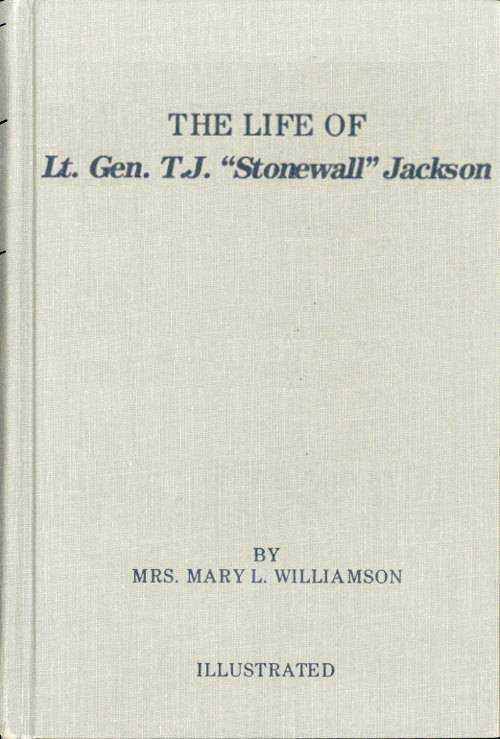 THE LIFE OF
Lt. Gen. T.J. “Stonewall” Jackson
BY
MRS. MARY L. WILLIAMSON
ILLUSTRATED